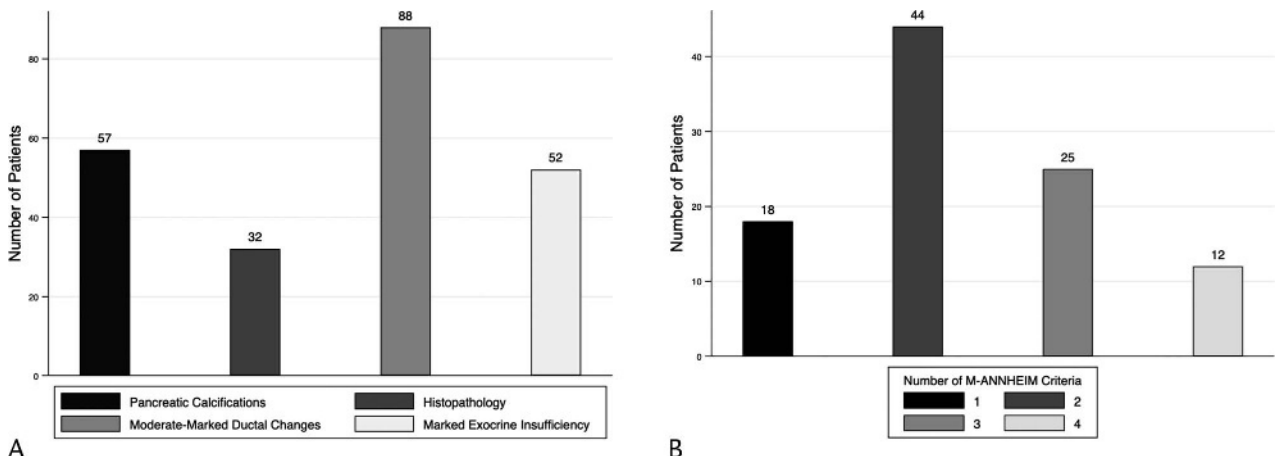 Number of Patients
80
60
40
20
0
57
32
88
52
Pancreatic Calcifications
Histopathology
Moderate-Marked Ductal Changes
Marked Exocrine Insufficiency
A
Number of Patients
40
30
20
10
0
18
44
25
12
Number of M-ANNHEIM Criteria
1
2
3
4
B